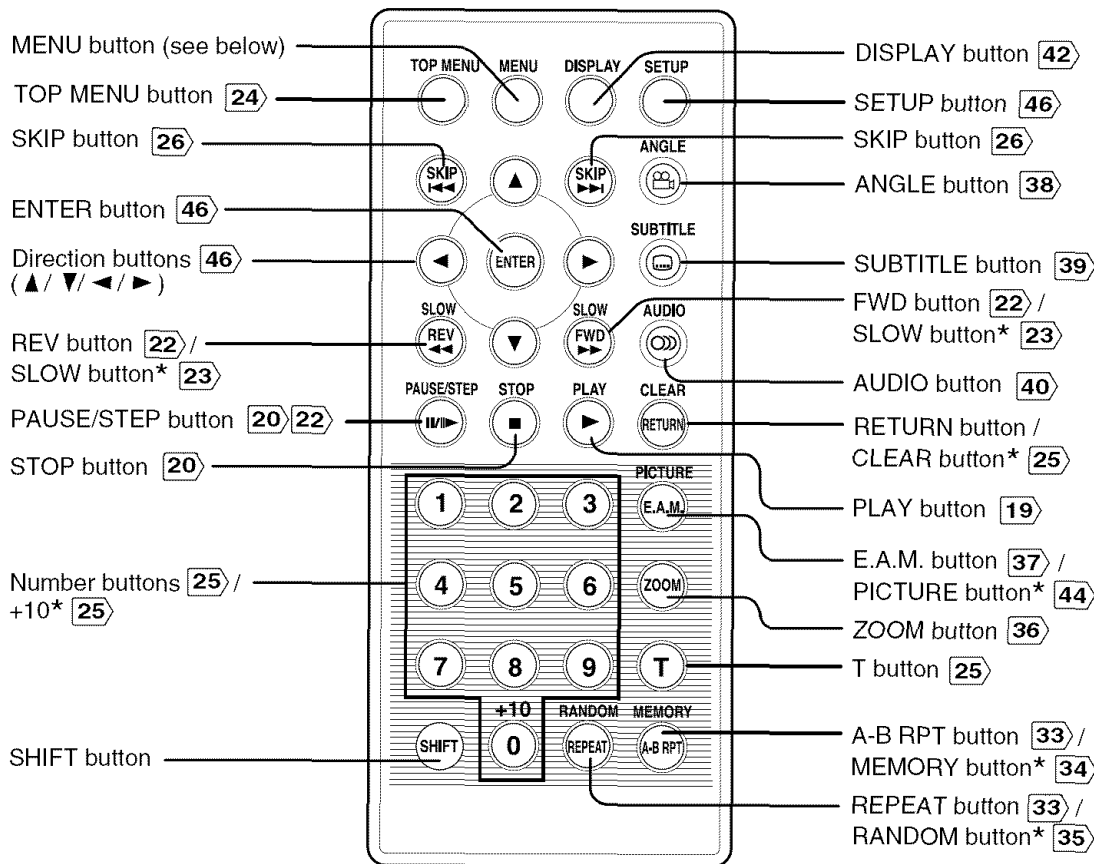 MENU button (see below)
TOP MENU button 24
SKIP button 26
ENTER button 46
Direction buttons 46
(▲/ ▼/ ◄/ ►)
REV button 22 /
SLOW button* 23
PAUSE/STEP button 20 22
STOP button 20
Number buttons 25 /
+10* 25
SHIFT button
TOP MENU MENU DISPLAY SETUP
ANGLE
SKIP SKIP
SUBTITLE
ENTER
SLOW SLOW AUDIO
REV FWD
PAUSE/STEP STOP PLAY CLEAR
RETURN
PICTURE
1 2 3 E.A.M.
4 5 6 ZOOM
7 8 9 T
+10 RANDOM MEMORY
SHIFT 0 REPEAT A-B RPT
DISPLAY button 42
SETUP button 46
SKIP button 26
ANGLE button 38
SUBTITLE button 39
FWD button 22 /
SLOW button* 23
AUDIO button 40
RETURN button /
CLEAR button* 25
PLAY button 19
E.A.M. button 37 /
PICTURE button* 44
ZOOM button 36
T button 25
A-B RPT button 33 /
MEMORY button* 34
REPEAT button 33 /
RANDOM button* 35